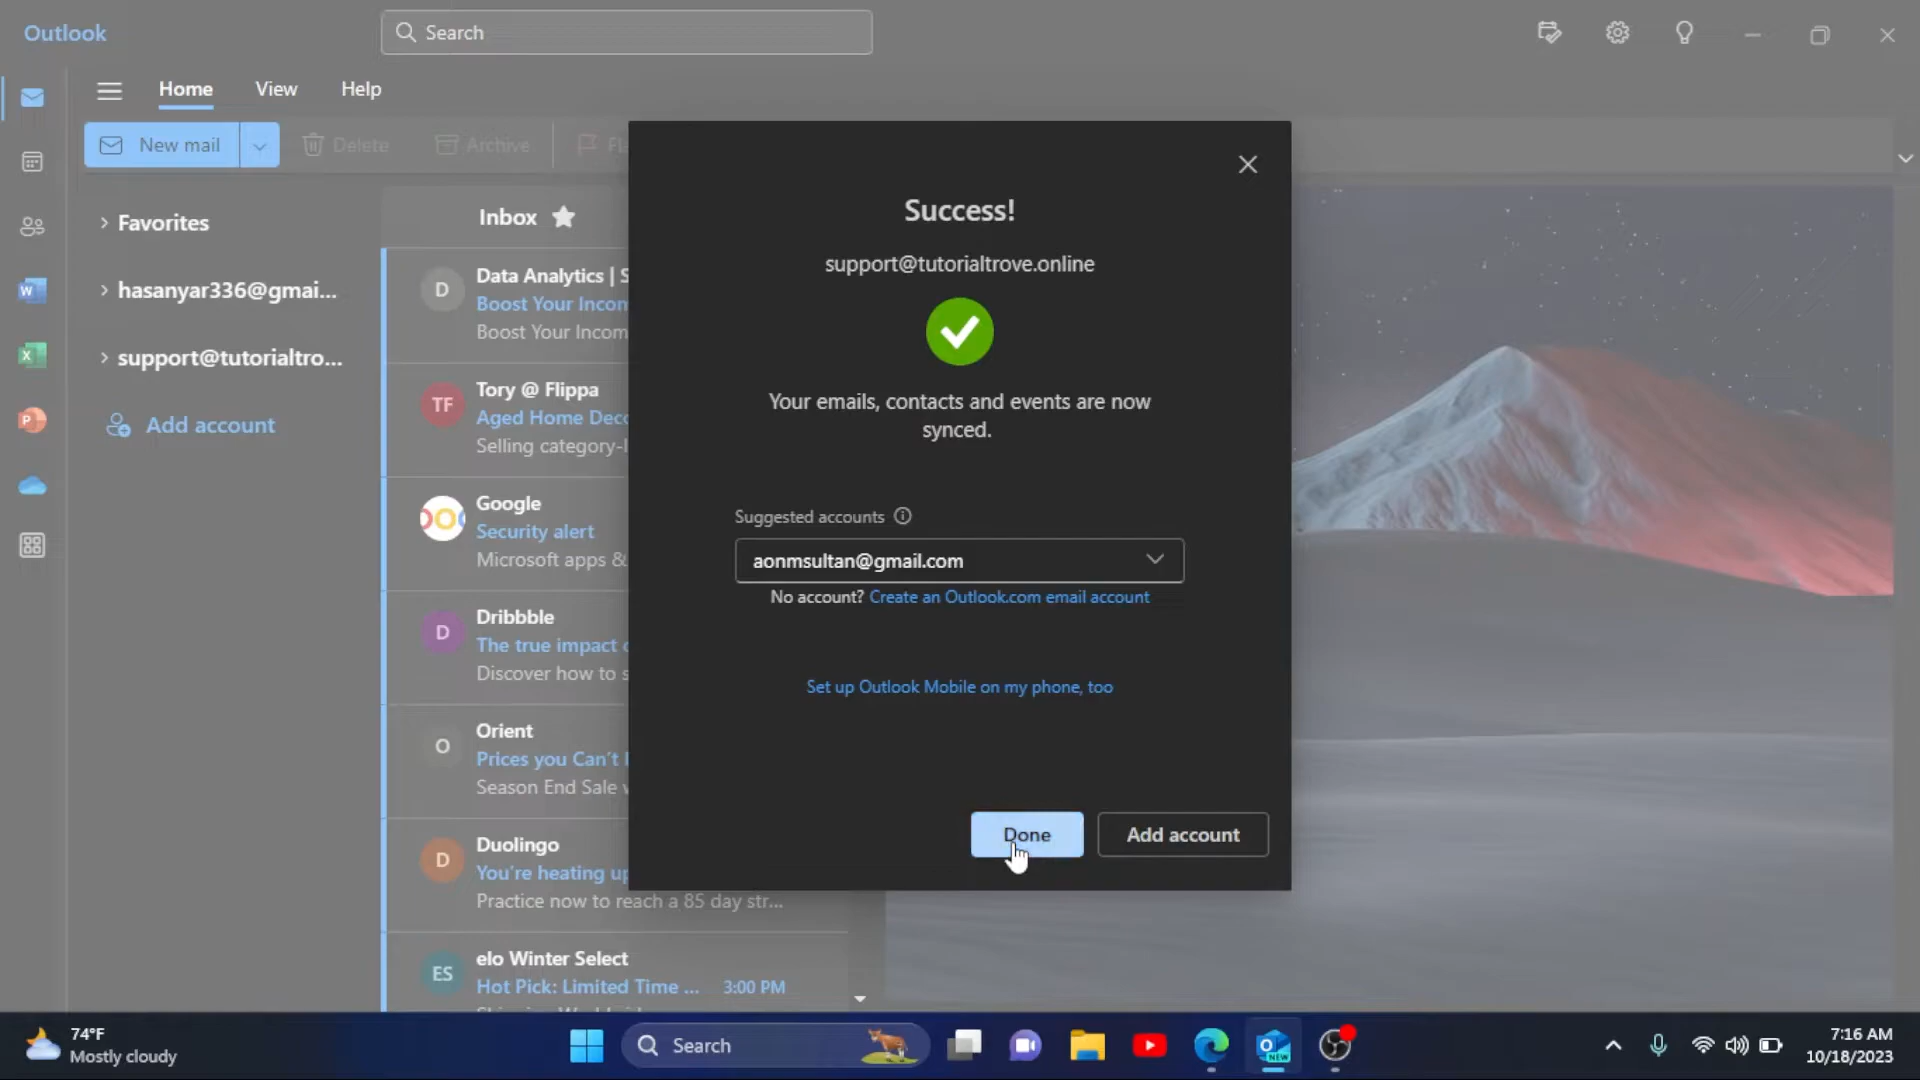 Outlook
Search
Home View Help
New mail Delete Archive
Favorites
hasanyar336@gmai...
support@tutorialtro...
Add account
Inbox
D Data Analytics |
Boost Your Incom
Boost Your Incom
TF Tory @ Flippa
Aged Home Deco
Selling category-
Google
Security alert
Microsoft apps &
D Dribbble
The true impact
Discover how to s
O Orient
Prices you Can't
Season End Sale
D Duolingo
You're heating up
Practice now to reach a 85 day str...
ES elo Winter Select
Hot Pick: Limited Time ... 3:00 PM
Success!
support@tutorialtrove.online
Your emails, contacts and events are now
synced.
Suggested accounts
aonmsultan@gmail.com
No account? Create an Outlook.com email account
Set up Outlook Mobile on my phone, too
Done Add account
74°F
Mostly cloudy
Search
NEW
7:16 AM
10/18/2023